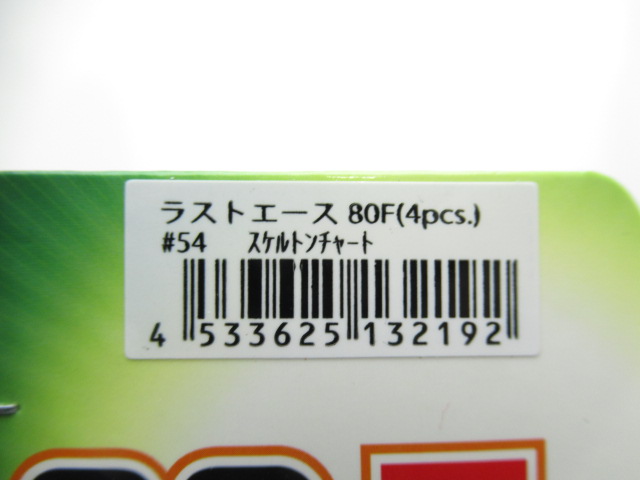 ラストエース 80F(4pcs.)
#54 ｽｹﾙﾄﾝﾁｬｰﾄ
4 533625 132192